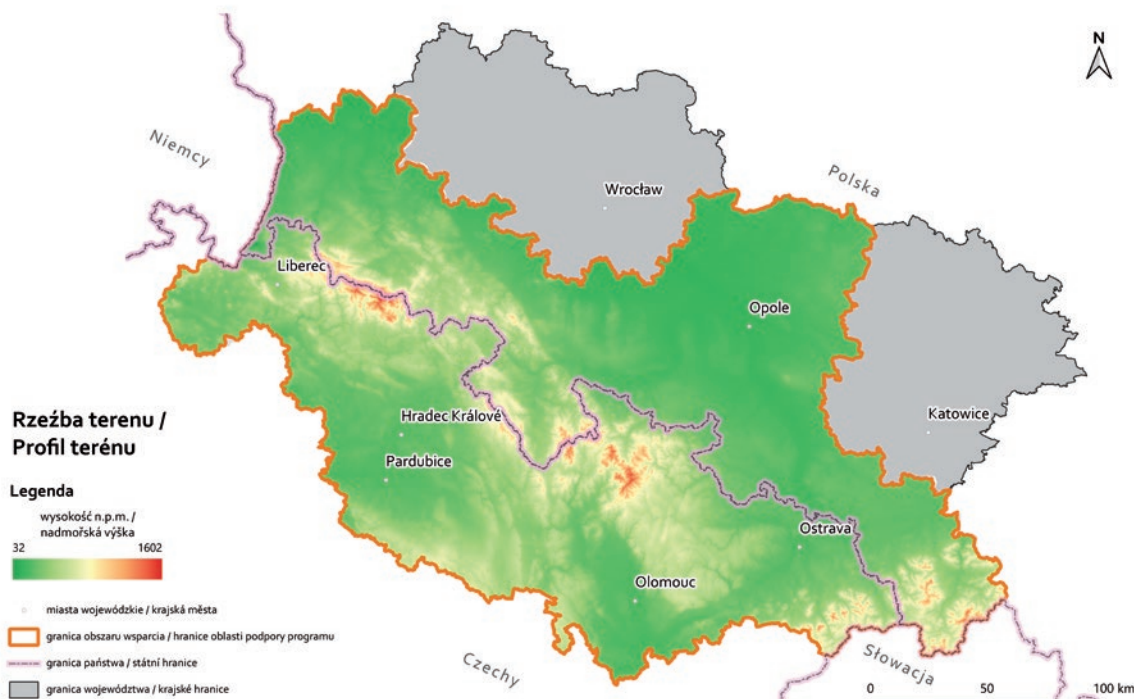 N
Niemcy
Polska
Wrocław
Liberec
Opole
Katowice
Hradec Králové
Pardubice
Ostrava
Olomouc
Czechy
Słowacja
Rzeźba terenu /
Profil terénu
Legenda
wysokość n.p.m. /
nadmořská výška
32 1602
miasta wojewódzkie / krajská města
granica obszaru wsparcia / hranice oblasti podpory programu
granica państwa / státní hranice
granica województwa / krajské hranice
0 50 100 km